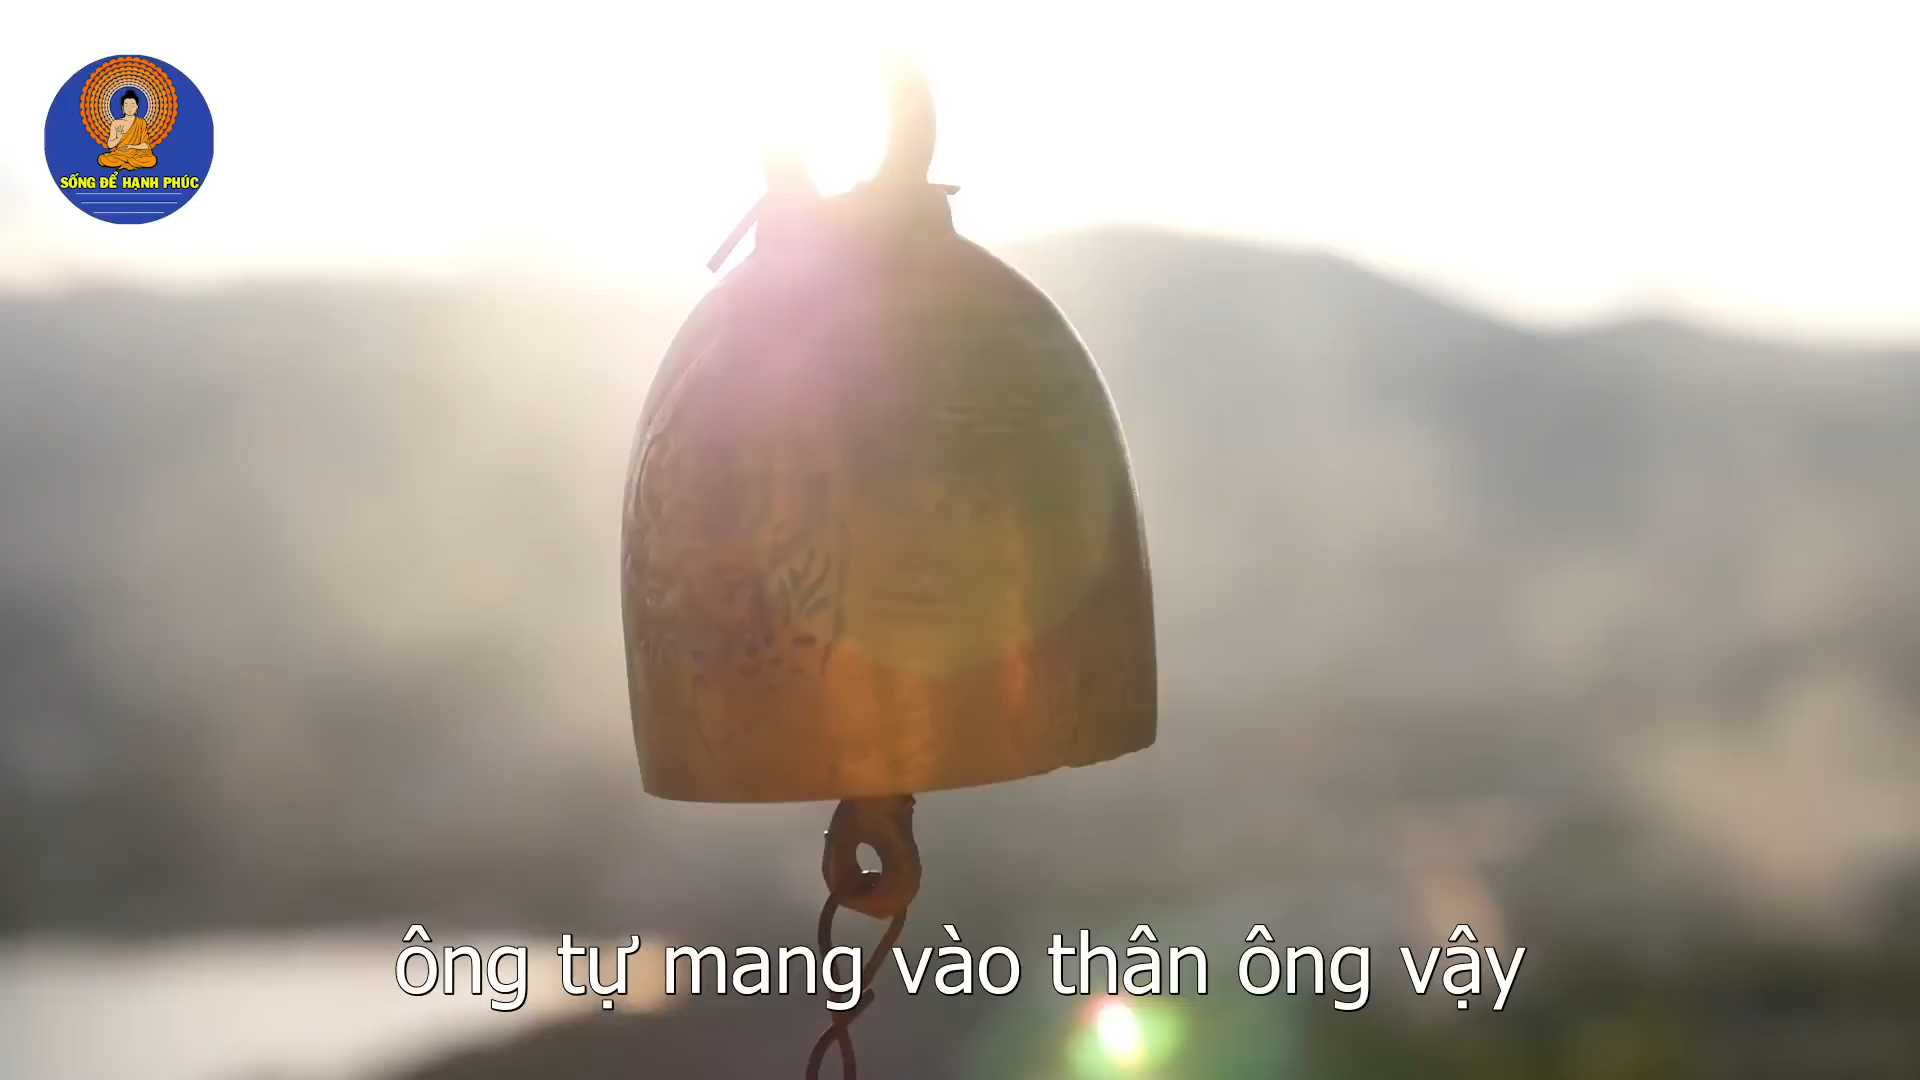 SỐNG ĐỂ HẠNH PHÚC
ông tự mang vào thân ông vậy